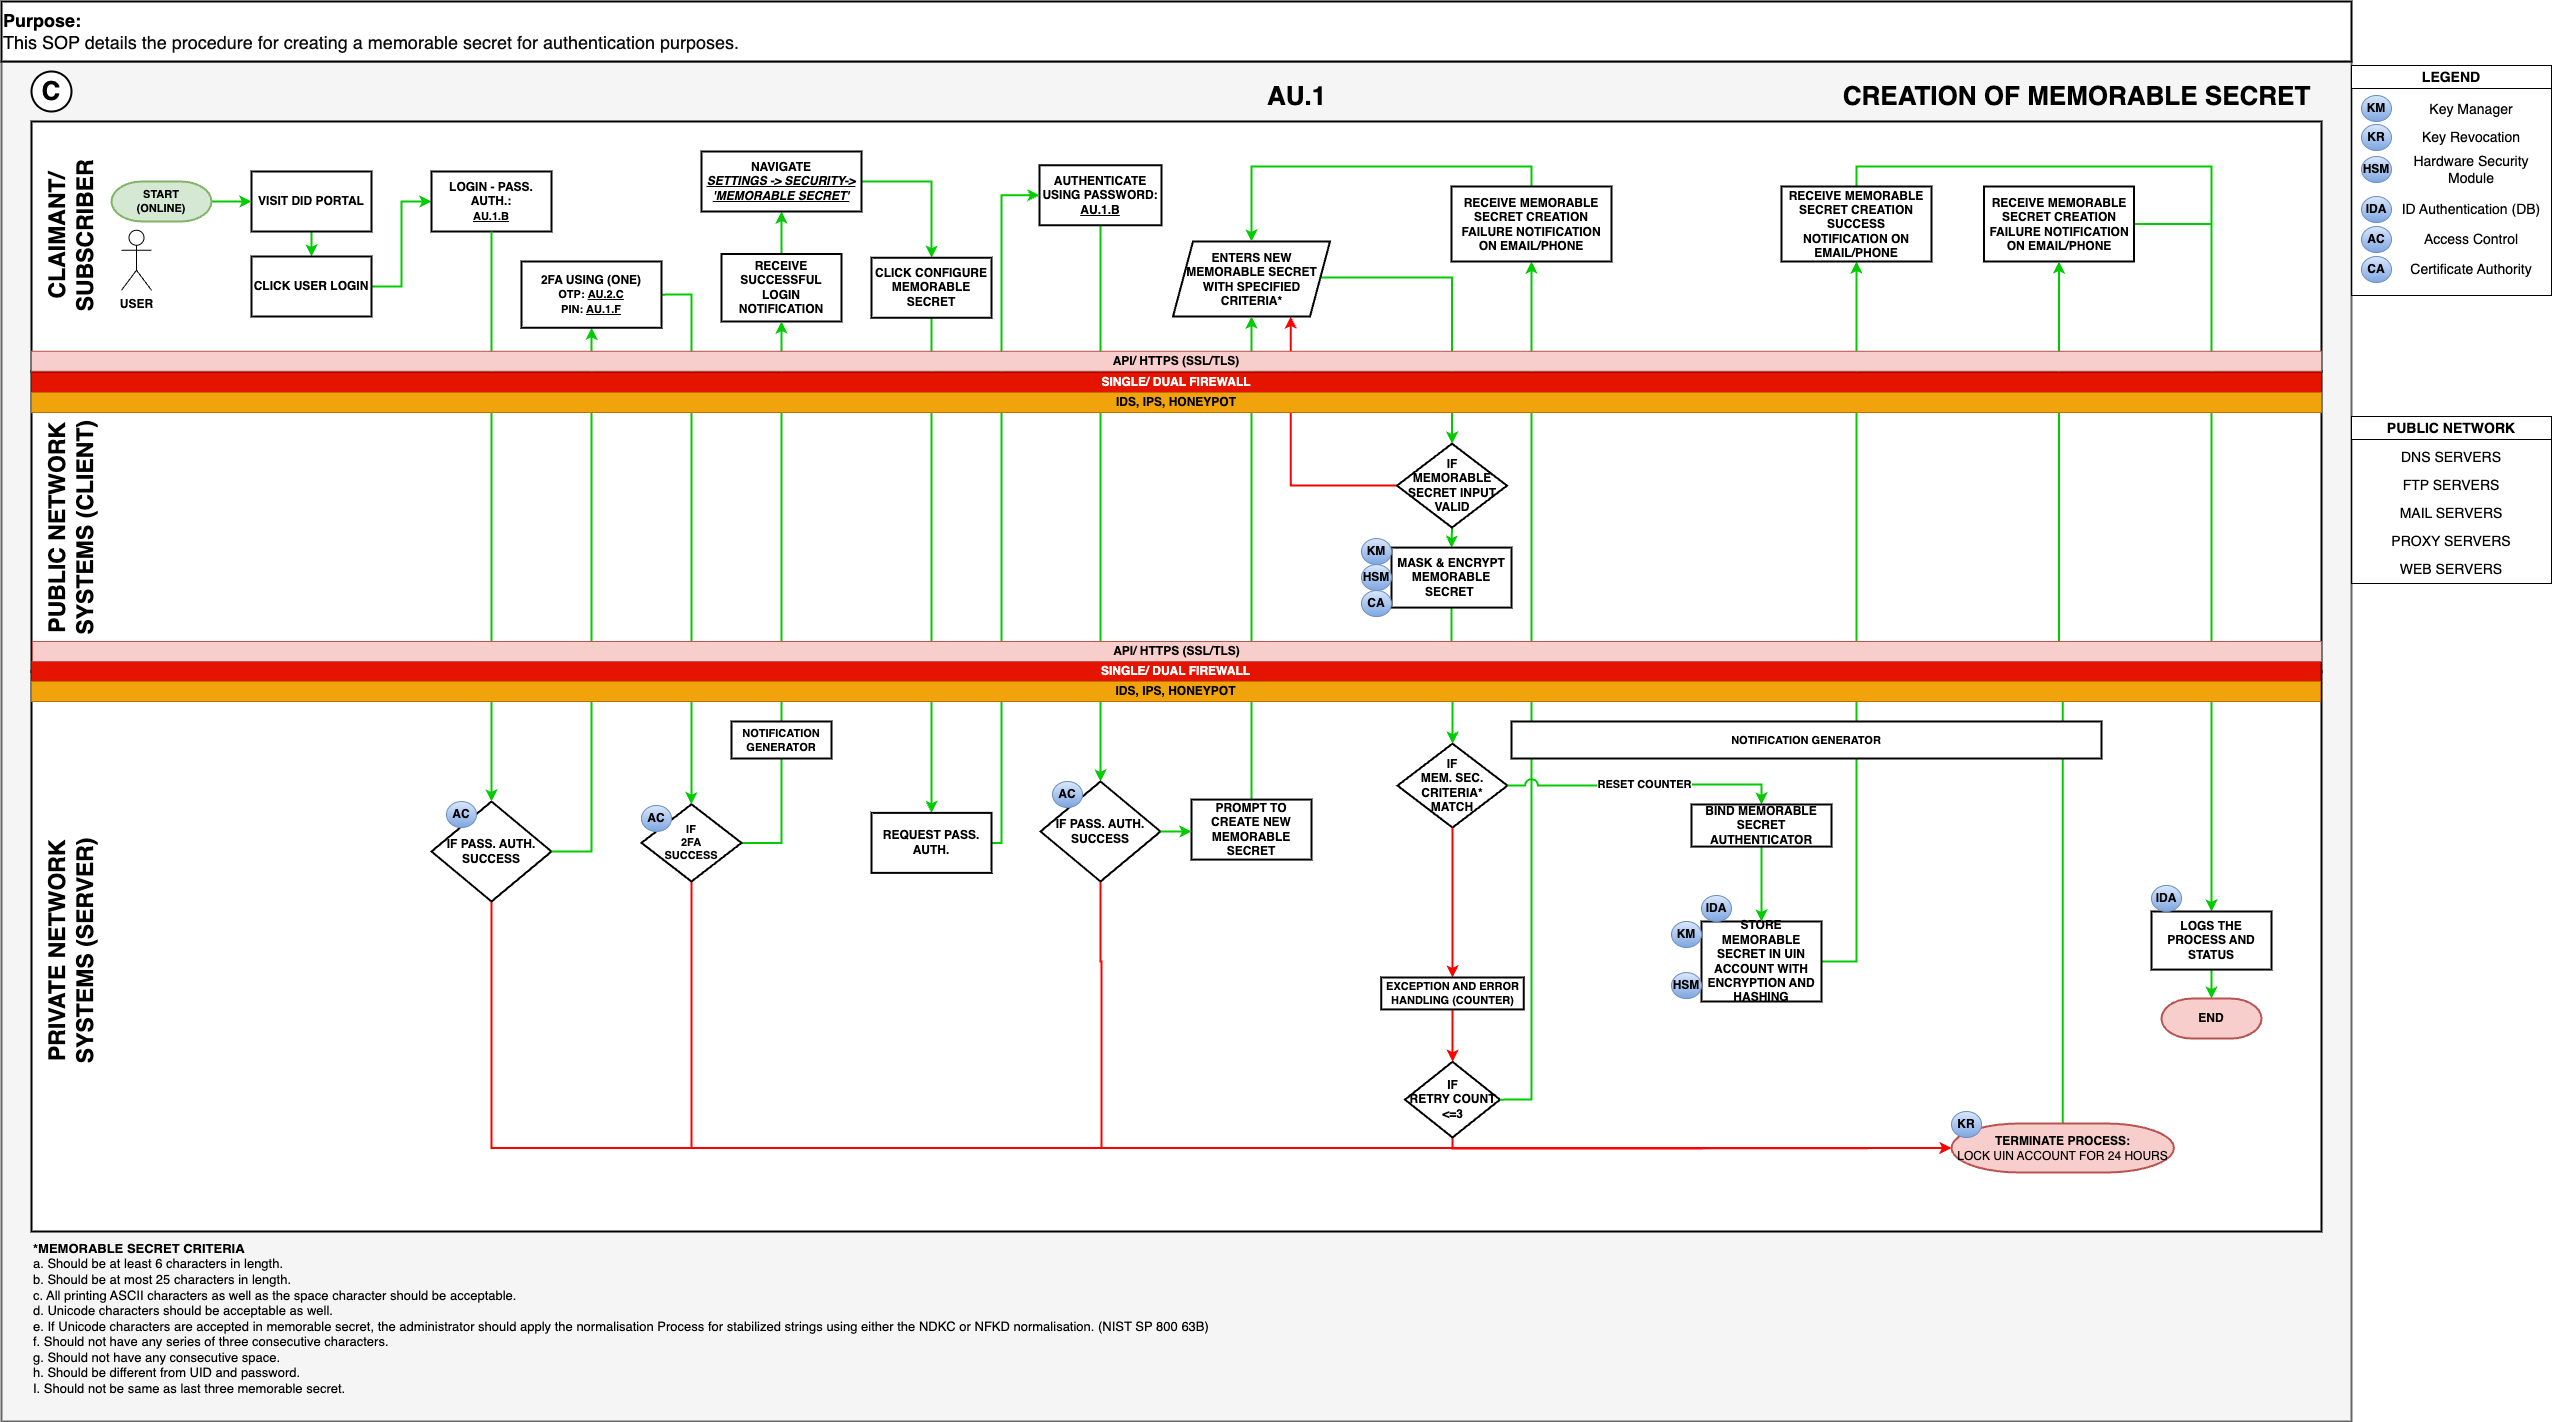 Purpose:
This SOP details the procedure for creating a memorable secret for authentication purposes.
C
AU.1
CREATION OF MEMORABLE SECRET
CLAIMANT/
SUBSCRIBER
START
(ONLINE)
USER
VISIT DID PORTAL
CLICK USER LOGIN
LOGIN - PASS.
AUTH.:
AU.1.B
2FA USING (ONE)
OTP: AU.2.C
PIN: AU.1.F
NAVIGATE
SETTINGS -> SECURITY->
'MEMORABLE SECRET'
RECEIVE
SUCCESSFUL
LOGIN
NOTIFICATION
CLICK CONFIGURE
MEMORABLE
SECRET
AUTHENTICATE
USING PASSWORD:
AU.1.B
ENTERS NEW
MEMORABLE SECRET
WITH SPECIFIED
CRITERIA*
RECEIVE MEMORABLE
SECRET CREATION
FAILURE NOTIFICATION
ON EMAIL/PHONE
RECEIVE MEMORABLE
SECRET CREATION
SUCCESS
NOTIFICATION ON
EMAIL/PHONE
RECEIVE MEMORABLE
SECRET CREATION
FAILURE NOTIFICATION
ON EMAIL/PHONE
API/ HTTPS (SSL/TLS)
SINGLE/ DUAL FIREWALL
IDS, IPS, HONEYPOT
PUBLIC NETWORK
SYSTEMS (CLIENT)
IF
MEMORABLE
SECRET INPUT
VALID
KM
HSM
CA
MASK & ENCRYPT
MEMORABLE
SECRET
API/ HTTPS (SSL/TLS)
SINGLE/ DUAL FIREWALL
IDS, IPS, HONEYPOT
PRIVATE NETWORK
SYSTEMS (SERVER)
AC
IF PASS. AUTH.
SUCCESS
AC
IF
2FA
SUCCESS
NOTIFICATION
GENERATOR
REQUEST PASS.
AUTH.
AC
IF PASS. AUTH.
SUCCESS
PROMPT TO
CREATE NEW
MEMORABLE
SECRET
IF
MEM. SEC.
CRITERIA*
MATCH
NOTIFICATION GENERATOR
RESET COUNTER
BIND MEMORABLE
SECRET
AUTHENTICATOR
IDA
KM
HSM
STORE
MEMORABLE
SECRET IN UIN
ACCOUNT WITH
ENCRYPTION AND
HASHING
EXCEPTION AND ERROR
HANDLING (COUNTER)
IF
RETRY COUNT
<=3
KR
TERMINATE PROCESS:
LOCK UIN ACCOUNT FOR 24 HOURS
IDA
LOGS THE
PROCESS AND
STATUS
END
*MEMORABLE SECRET CRITERIA
a. Should be at least 6 characters in length.
b. Should be at most 25 characters in length.
c. All printing ASCII characters as well as the space character should be acceptable.
d. Unicode characters should be acceptable as well.
e. If Unicode characters are accepted in memorable secret, the administrator should apply the normalisation Process for stabilized strings using either the NDKC or NFKD normalisation. (NIST SP 800 63B)
f. Should not have any series of three consecutive characters.
g. Should not have any consecutive space.
h. Should be different from UID and password.
I. Should not be same as last three memorable secret.
LEGEND
KM Key Manager
KR Key Revocation
HSM Hardware Security
Module
IDA ID Authentication (DB)
AC Access Control
CA Certificate Authority
PUBLIC NETWORK
DNS SERVERS
FTP SERVERS
MAIL SERVERS
PROXY SERVERS
WEB SERVERS